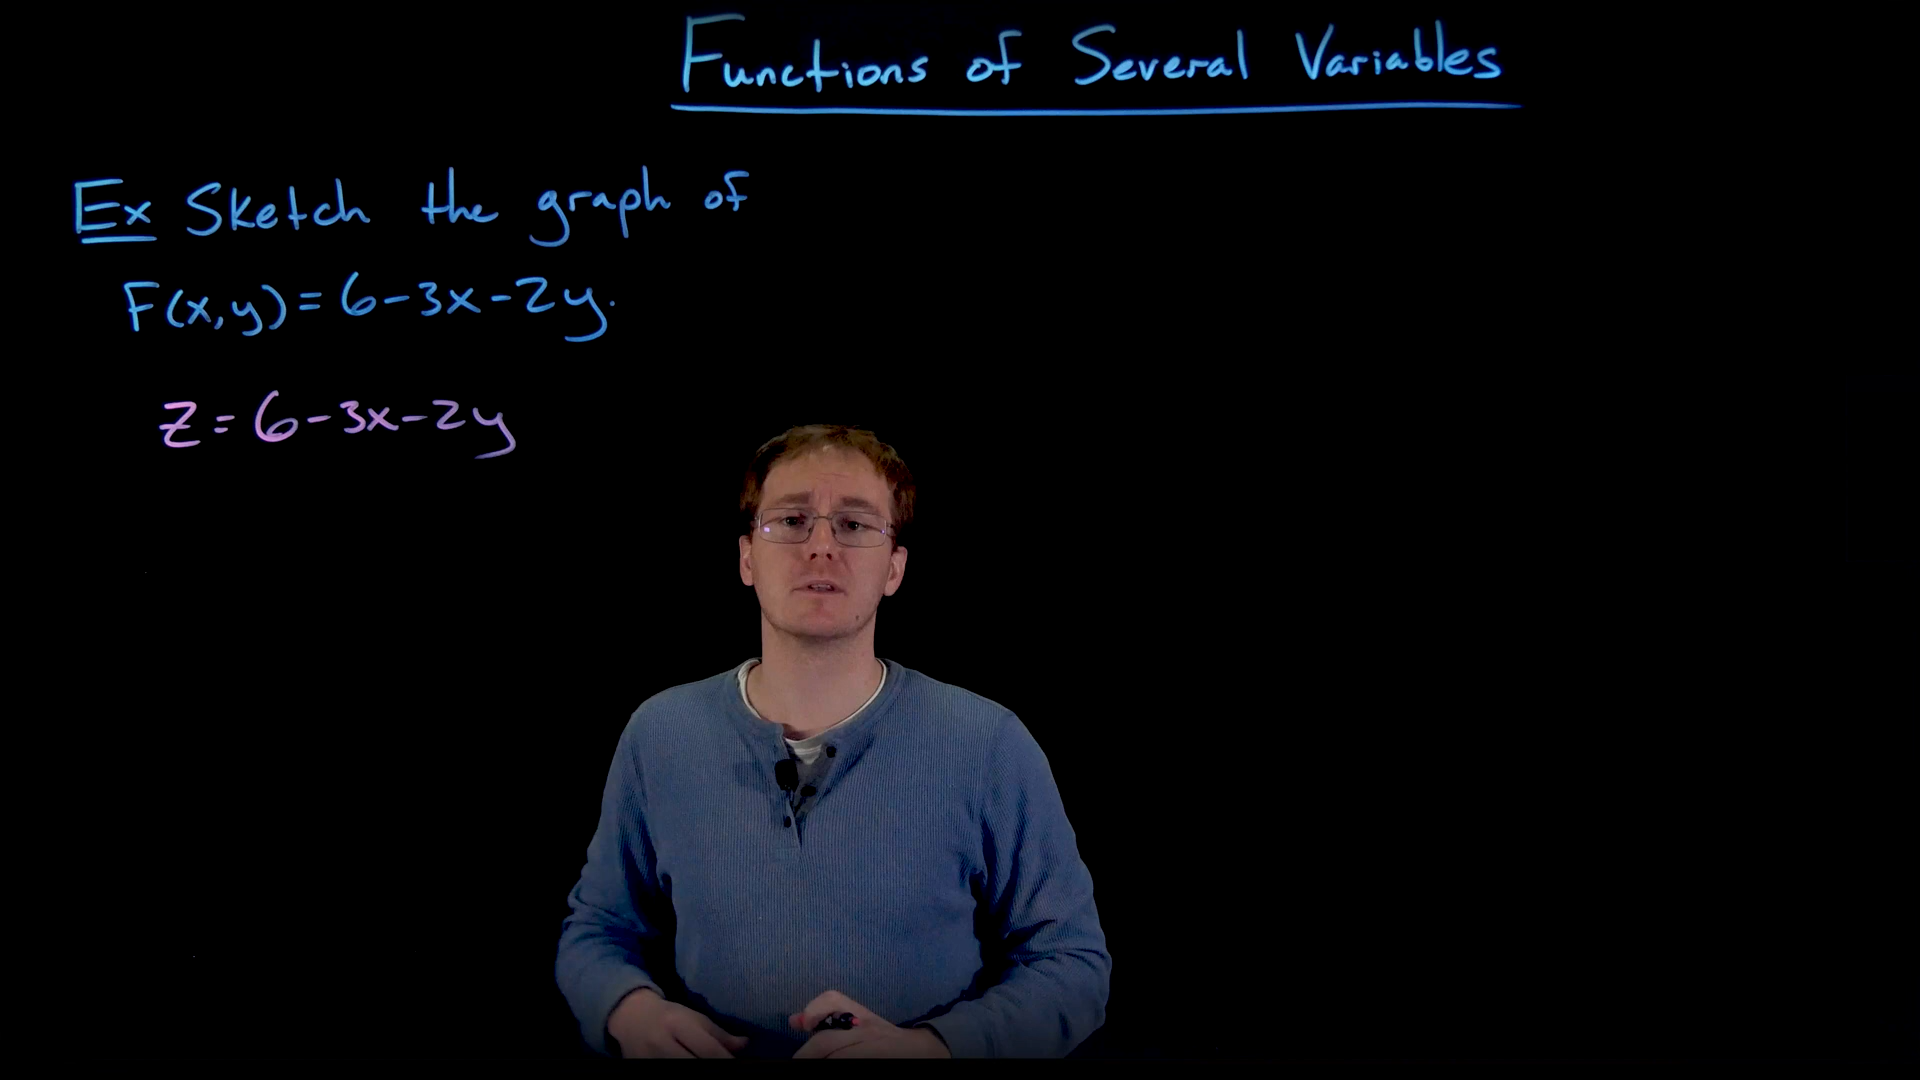 Functions of Several Variables
Ex Sketch the graph of
F(x,y)=6-3x-2y.
z=6-3x-2y